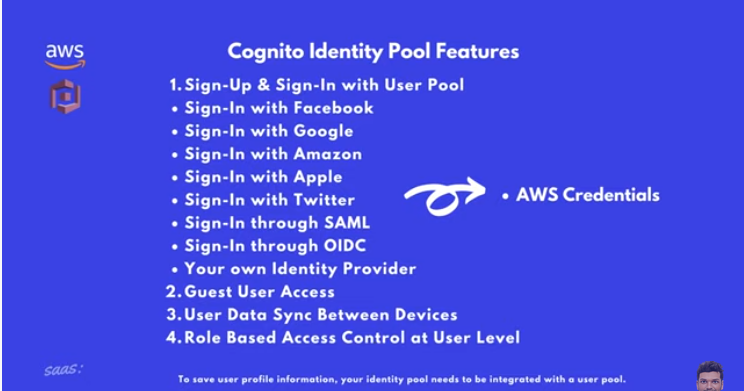 aws
Cognito Identity Pool Features
1. Sign-Up & Sign-In with User Pool
• Sign-In with Facebook
• Sign-In with Google
• Sign-In with Amazon
• Sign-In with Apple
• Sign-In with Twitter
• Sign-In through SAML
• Sign-In through OIDC
• Your own Identity Provider
2. Guest User Access
3. User Data Sync Between Devices
4. Role Based Access Control at User Level
• AWS Credentials
saas:
To save user profile information, your identity pool needs to be integrated with a user pool.